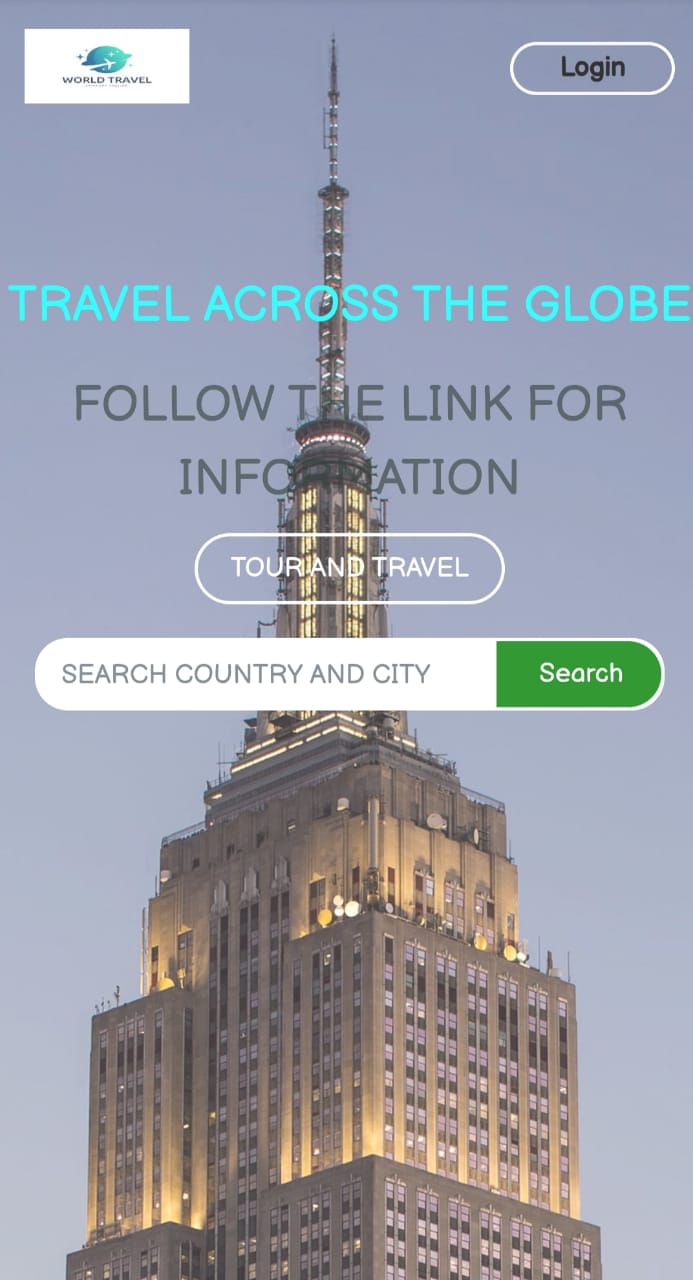 WORLD TRAVEL
Login
TRAVEL ACROSS THE GLOBE
FOLLOW THE LINK FOR
INFORMATION
TOUR AND TRAVEL
SEARCH COUNTRY AND CITY
Search